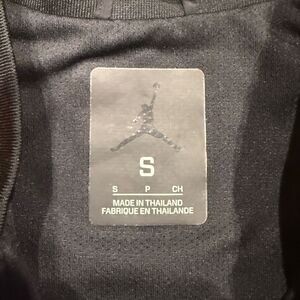 S
S P CH
MADE IN THAILAND
FABRIQUE EN THAILANDE